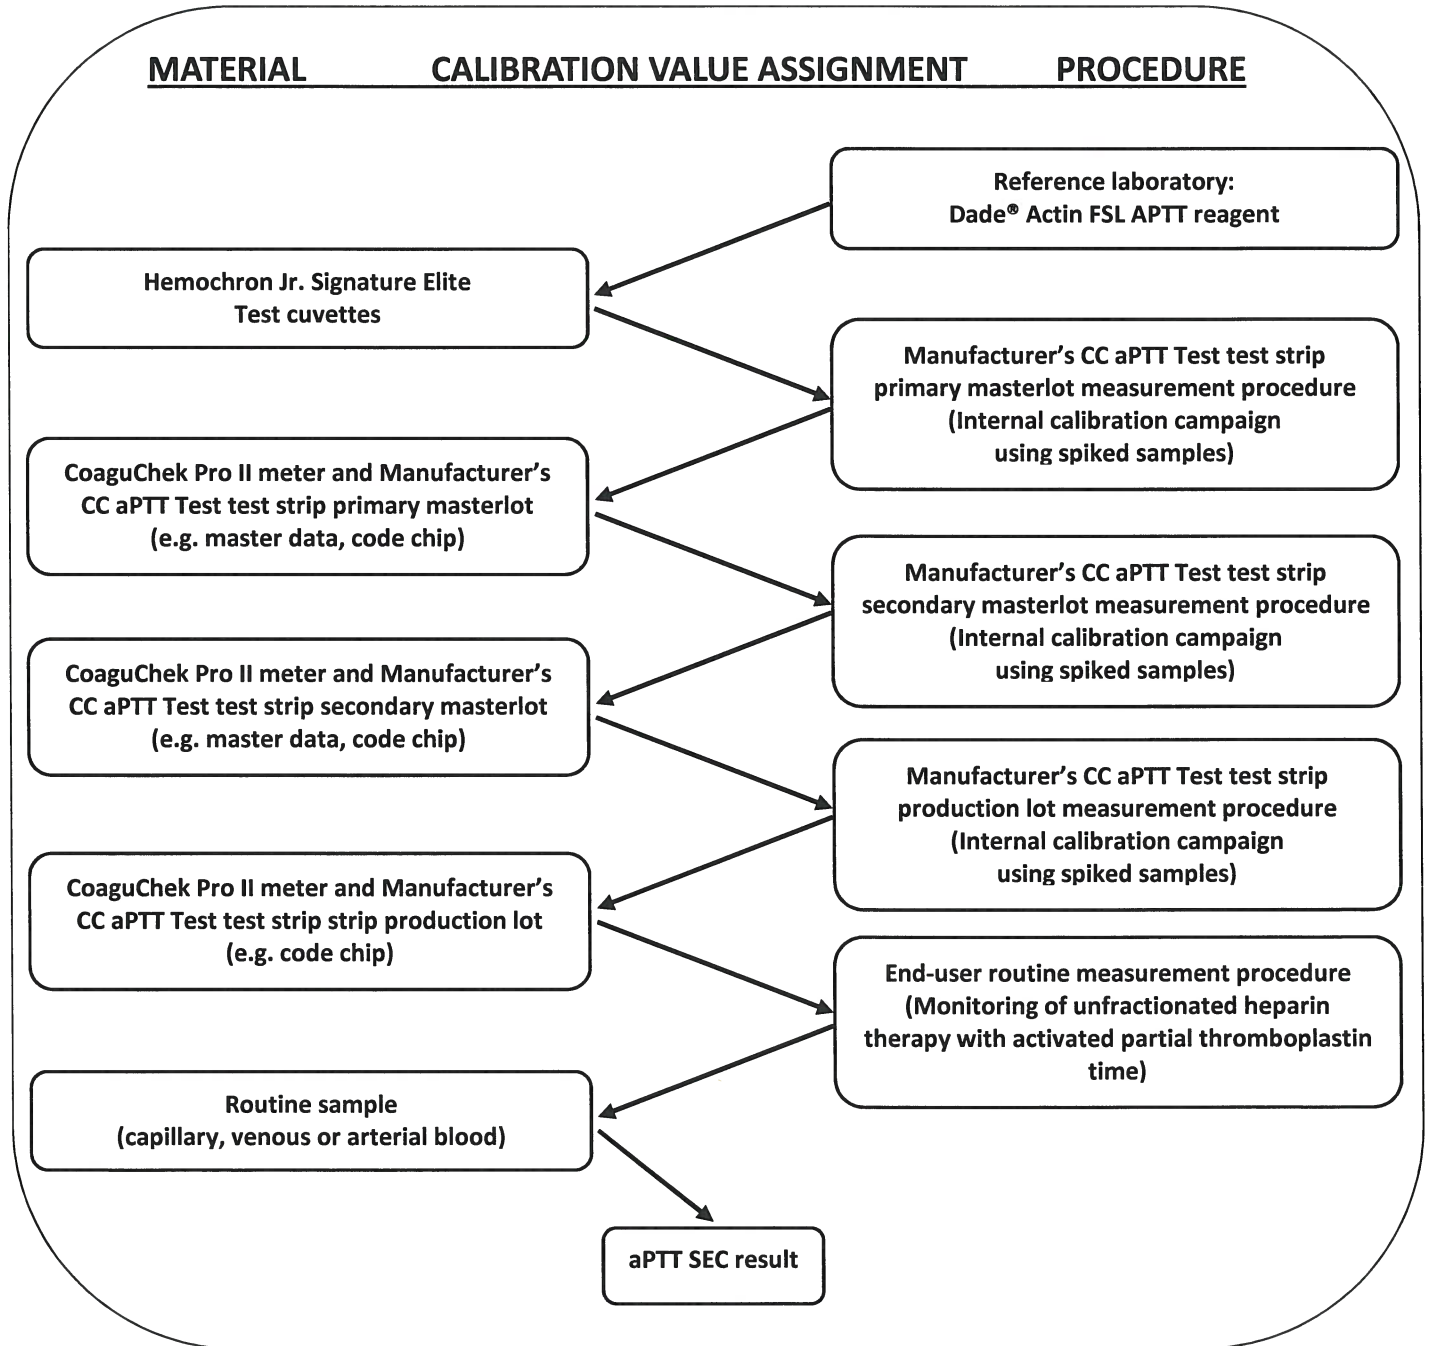 MATERIAL CALIBRATION VALUE ASSIGNMENT PROCEDURE
Reference laboratory:
Dade® Actin FSL APTT reagent
Hemochron Jr. Signature Elite
Test cuvettes
Manufacturer's CC aPTT Test test strip
primary masterlot measurement procedure
(Internal calibration campaign
using spiked samples)
CoaguChek Pro II meter and Manufacturer's
CC aPTT Test test strip primary masterlot
(e.g. master data, code chip)
Manufacturer's CC aPTT Test test strip
secondary masterlot measurement procedure
(Internal calibration campaign
using spiked samples)
CoaguChek Pro II meter and Manufacturer's
CC aPTT Test test strip secondary masterlot
(e.g. master data, code chip)
Manufacturer's CC aPTT Test test strip
production lot measurement procedure
(Internal calibration campaign
using spiked samples)
CoaguChek Pro II meter and Manufacturer's
CC aPTT Test test strip strip production lot
(e.g. code chip)
End-user routine measurement procedure
(Monitoring of unfractionated heparin
therapy with activated partial thromboplastin
time)
Routine sample
(capillary, venous or arterial blood)
aPTT SEC result